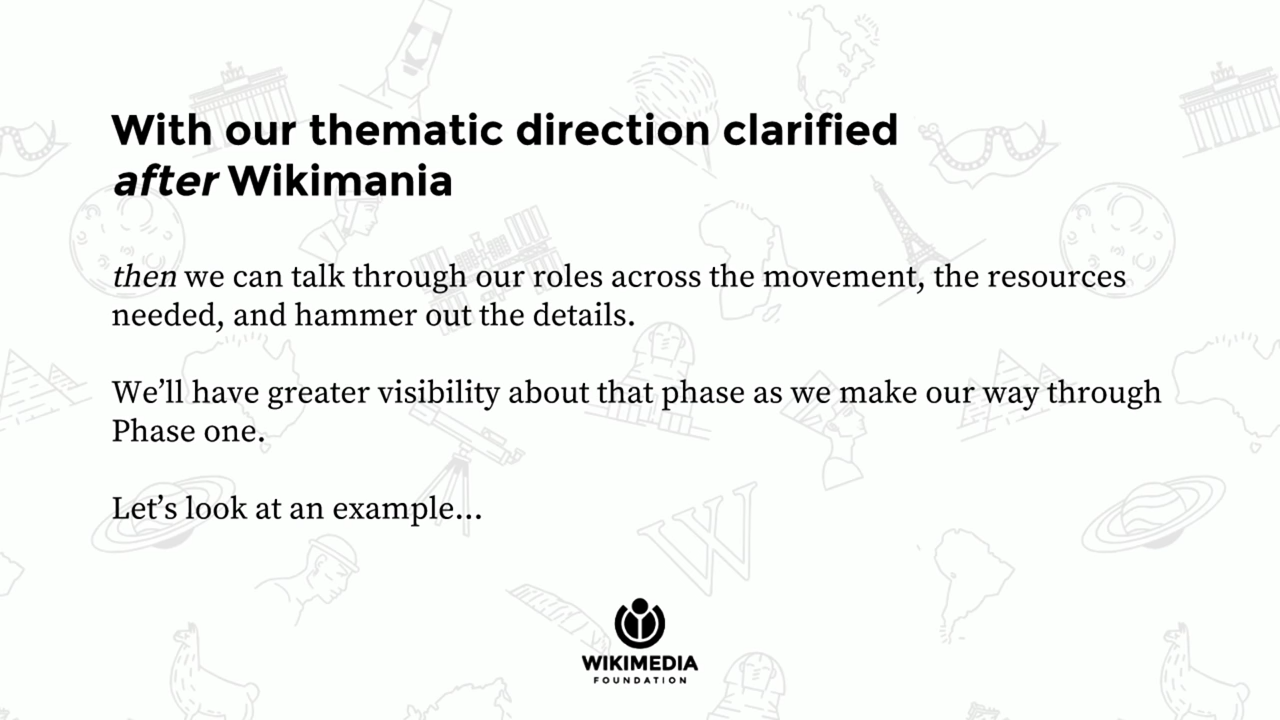 With our thematic direction clarified
after Wikimania
then we can talk through our roles across the movement, the resources
needed, and hammer out the details.
We’ll have greater visibility about that phase as we make our way through
Phase one.
Let’s look at an example…
W
WIKIMEDIA
FOUNDATION